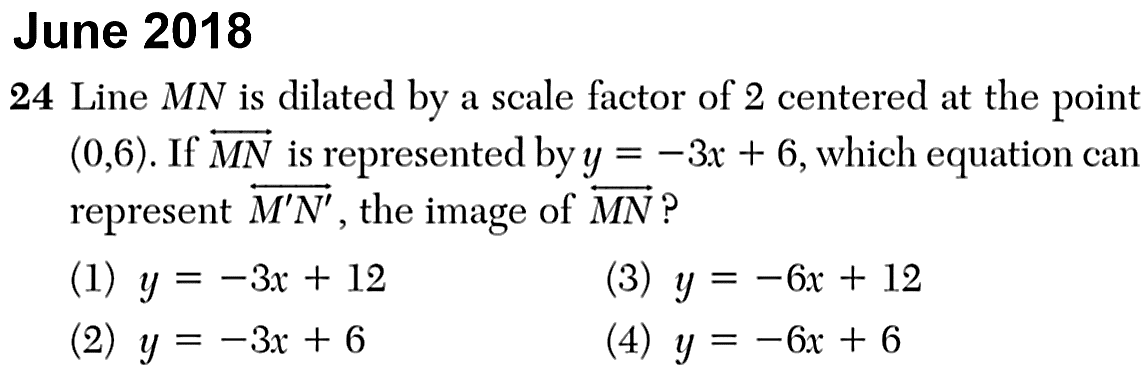 June 2018
24 Line MN is dilated by a scale factor of 2 centered at the point
(0,6). If MN is represented by y = −3x + 6, which equation can
represent M′N′, the image of MN ?
(1) y = −3x + 12 (3) y = −6x + 12
(2) y = −3x + 6 (4) y = −6x + 6